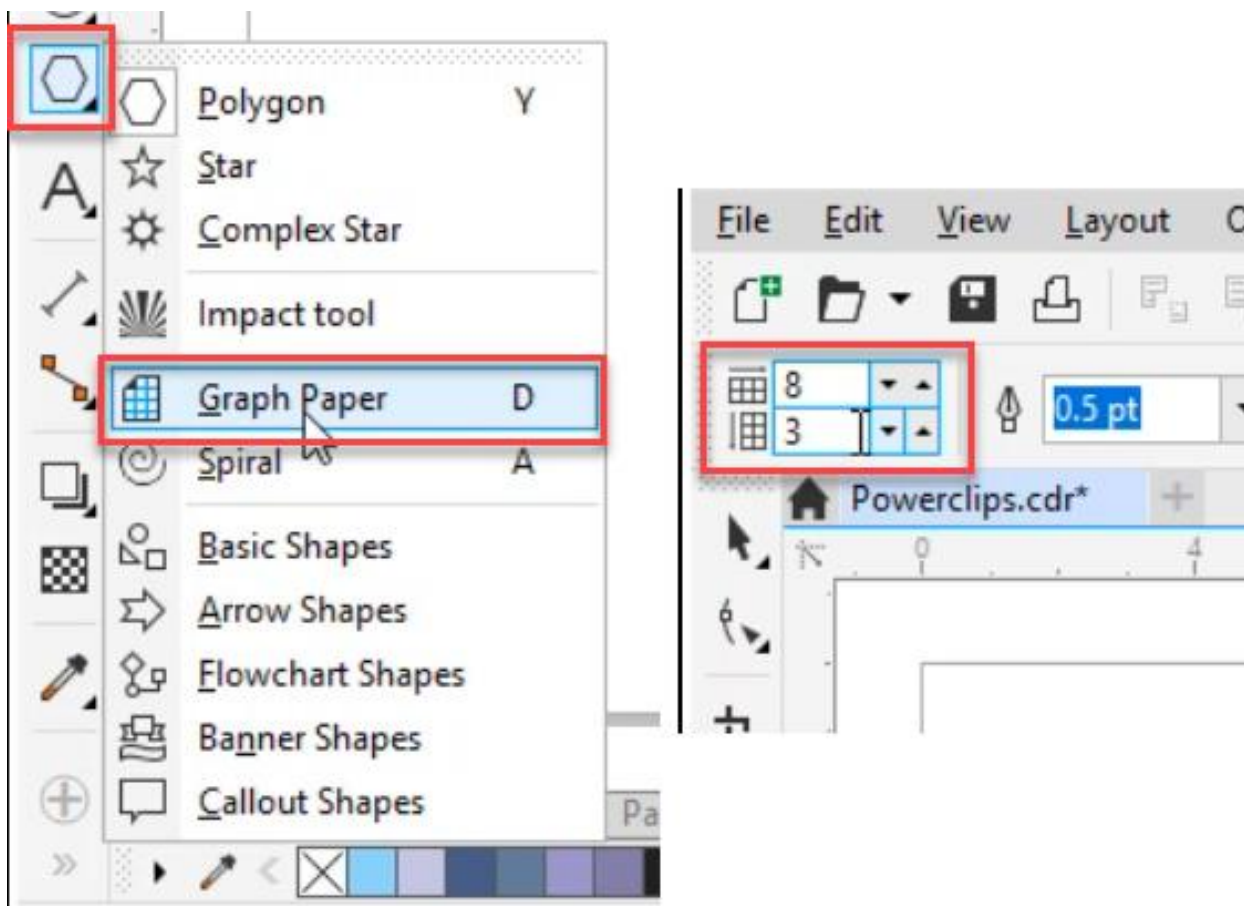 Polygon Y
Star
Complex Star
Impact tool
Graph Paper D
Spiral A
Basic Shapes
Arrow Shapes
Flowchart Shapes
Banner Shapes
Callout Shapes
Pa
File Edit View Layout O
8
3
0.5 pt
Powerclips.cdr*
0 4